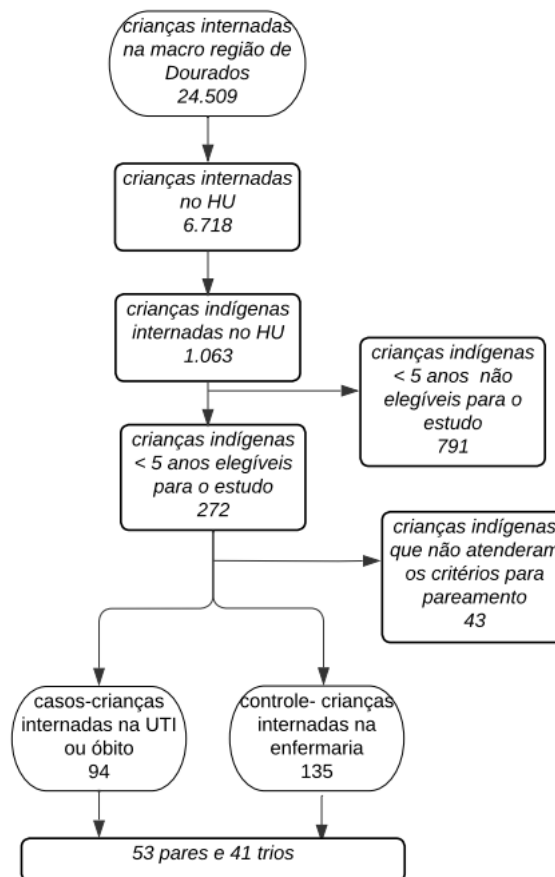 crianças internadas
na macro região de
Dourados
24.509
crianças internadas
no HU
6.718
crianças indígenas
internadas no HU
1.063
crianças indígenas
< 5 anos não
elegíveis para o
estudo
791
crianças indígenas
< 5 anos elegíveis
para o estudo
272
crianças indígenas
que não atenderam
os critérios para
pareamento
43
casos-crianças
internadas na UTI
ou óbito
94
controle- crianças
internadas na
enfermaria
135
53 pares e 41 trios